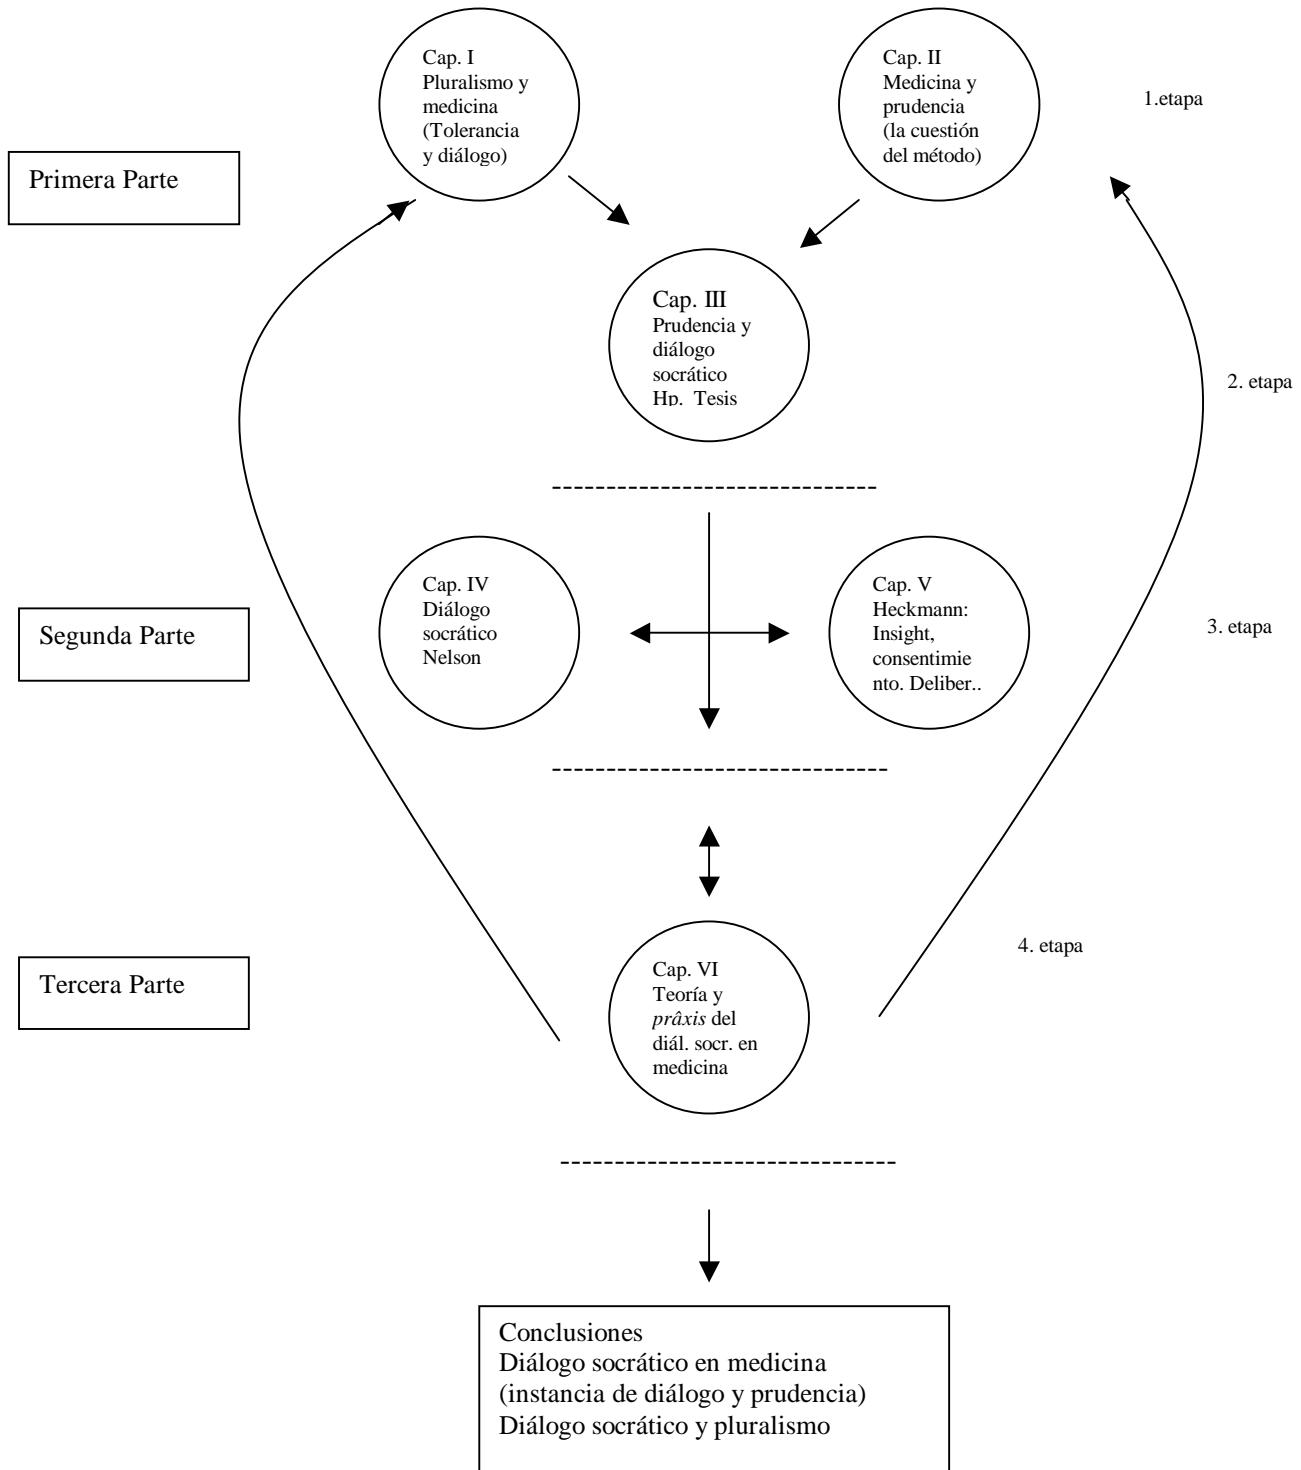 Cap. I
Pluralismo y
medicina
(Tolerancia
y diálogo)
Cap. II
Medicina y
prudencia
(la cuestión
del método)
1.etapa
Primera Parte
Cap. III
Prudencia y
diálogo
socrático
Hp. Tesis
2. etapa
-------------------------------
Cap. IV
Diálogo
socrático
Nelson
Cap. V
Heckmann:
Insight,
consentimie
nto. Deliber..
Segunda Parte
3. etapa
--------------------------------
4. etapa
Tercera Parte
Cap. VI
Teoría y
prâxis del
diál. socr. en
medicina
--------------------------------
Conclusiones
Diálogo socrático en medicina
(instancia de diálogo y prudencia)
Diálogo socrático y pluralismo